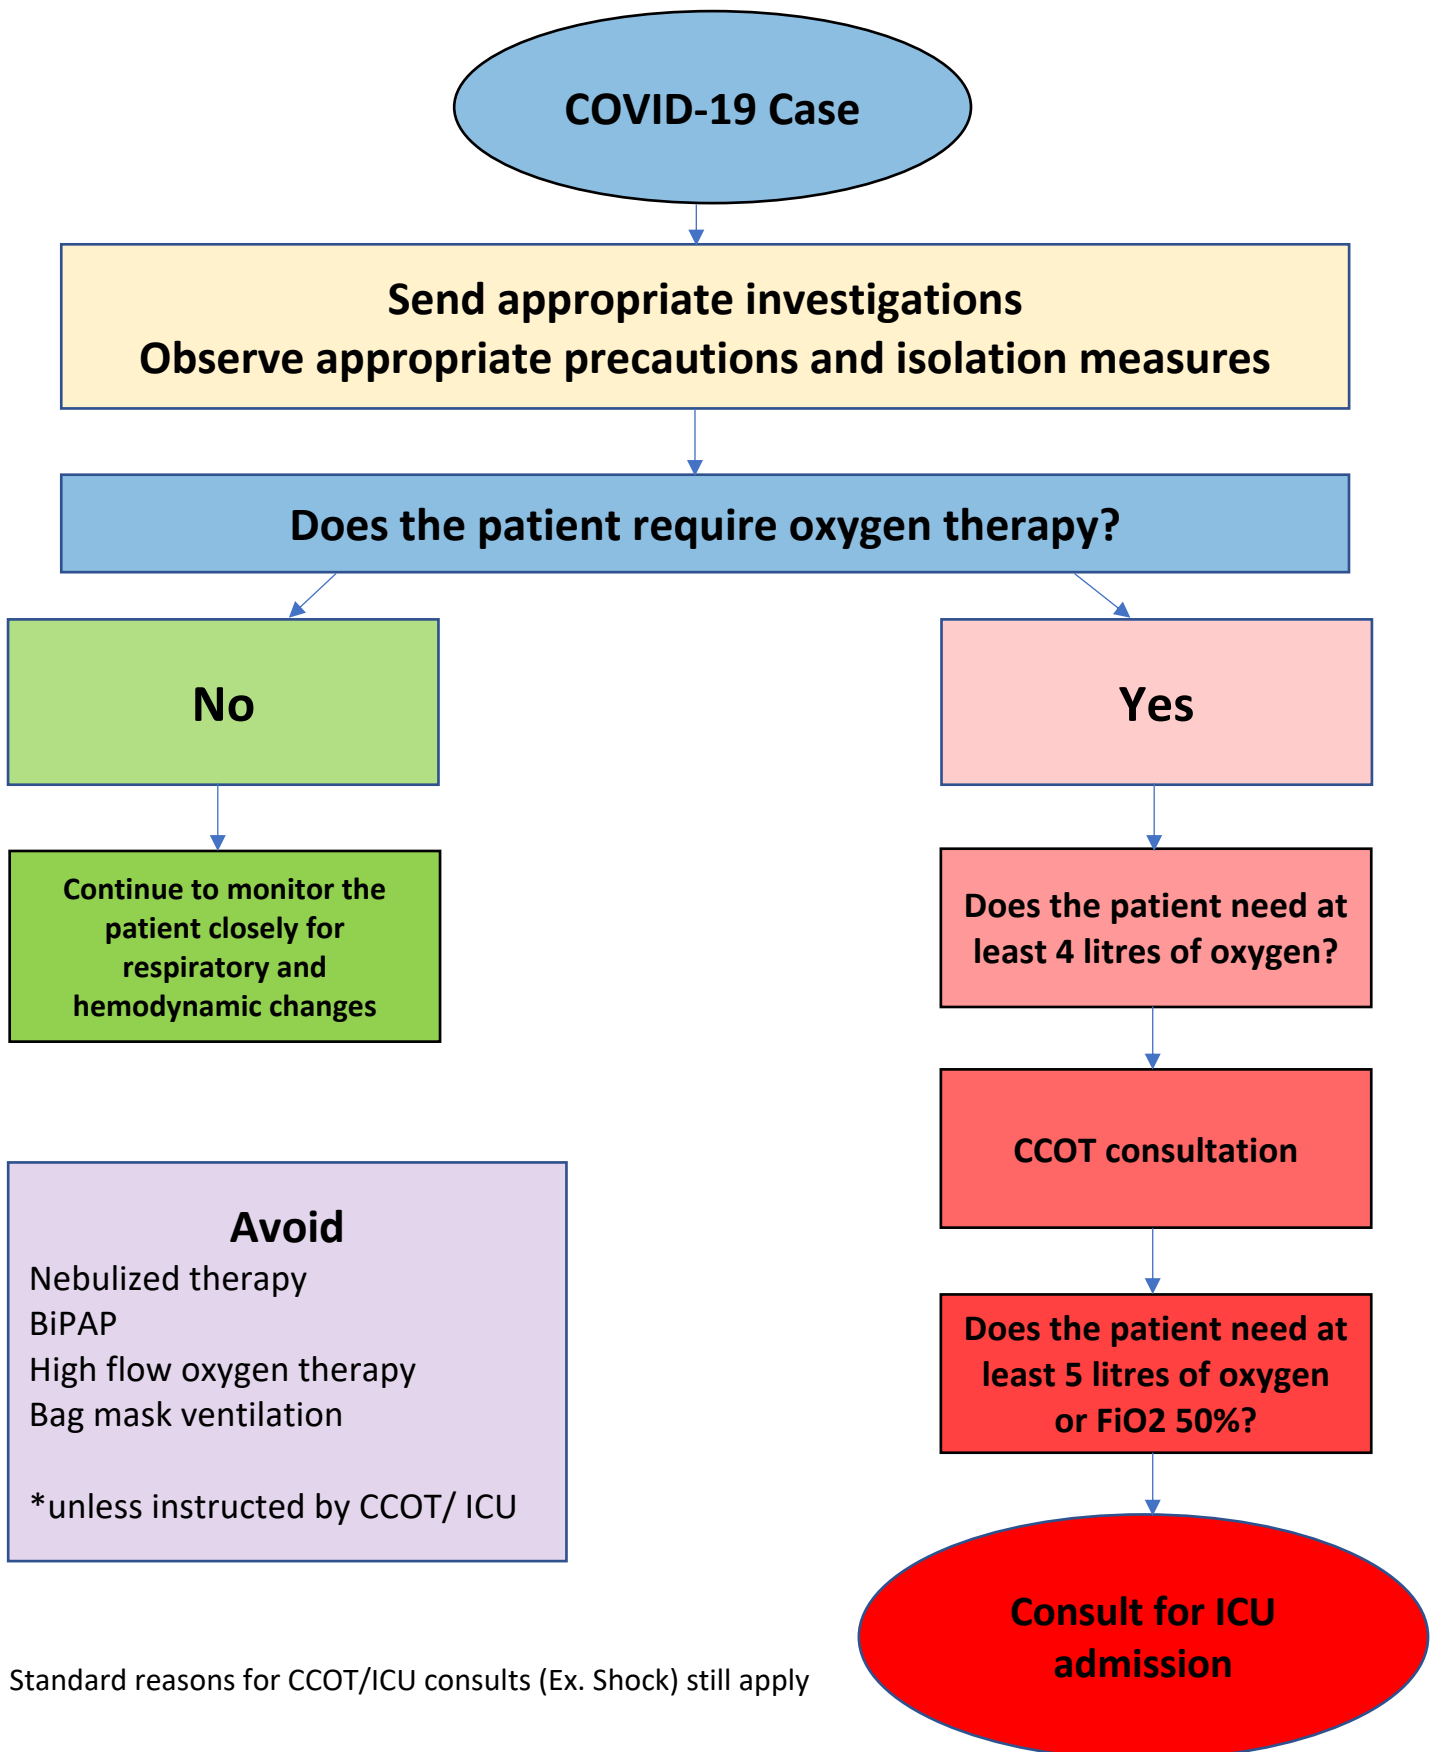 COVID-19 Case
Send appropriate investigations
Observe appropriate precautions and isolation measures
Does the patient require oxygen therapy?
No
Yes
Continue to monitor the
patient closely for
respiratory and
hemodynamic changes
Does the patient need at
least 4 litres of oxygen?
CCOT consultation
Avoid
Nebulized therapy
BiPAP
High flow oxygen therapy
Bag mask ventilation
*unless instructed by CCOT/ ICU
Does the patient need at
least 5 litres of oxygen
or FiO2 50%?
Consult for ICU
admission
Standard reasons for CCOT/ICU consults (Ex. Shock) still apply